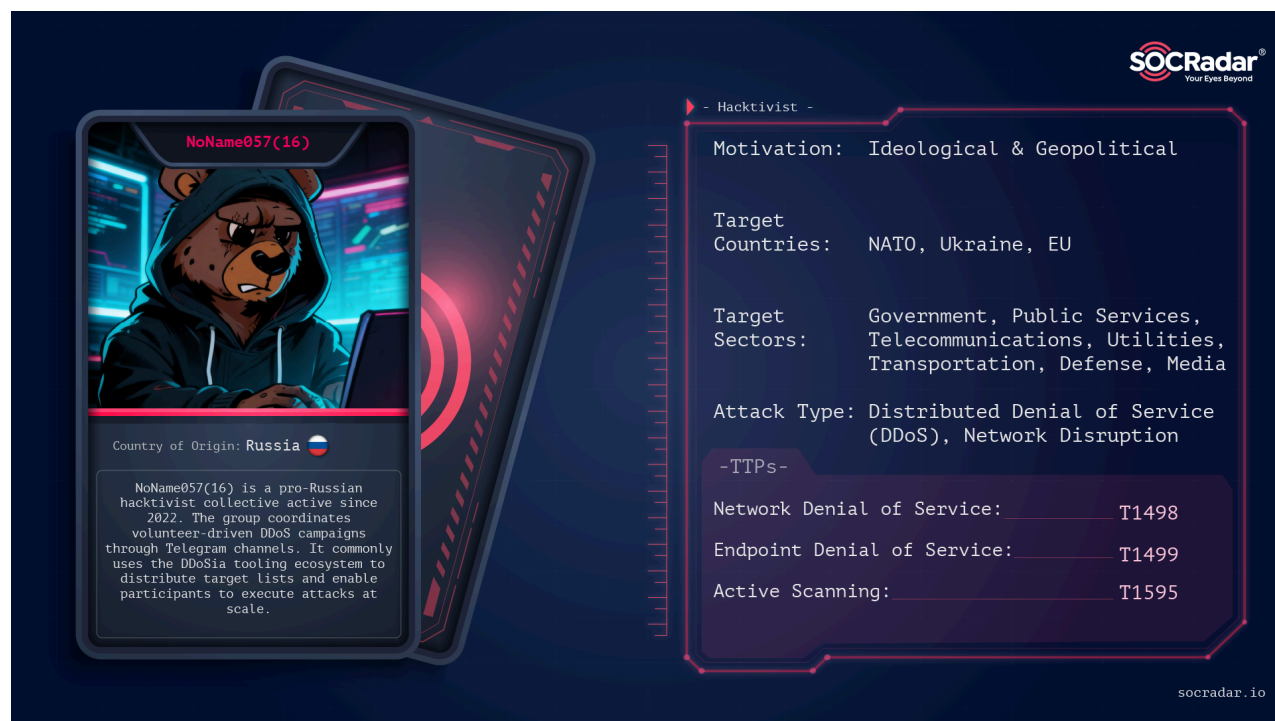 SOCRadar®
Your Eyes Beyond
NoName057(16)
Country of Origin: Russia
NoName057(16) is a pro-Russian
hacktivist collective active since
2022. The group coordinates
volunteer-driven DDoS campaigns
through Telegram channels. It commonly
uses the DDoSia tooling ecosystem to
distribute target lists and enable
participants to execute attacks at
scale.
- Hacktivist -
Motivation: Ideological & Geopolitical
Target
Countries: NATO, Ukraine, EU
Target Government, Public Services,
Sectors: Telecommunications, Utilities,
Transportation, Defense, Media
Attack Type: Distributed Denial of Service
(DDoS), Network Disruption
-TTPs-
Network Denial of Service: T1498
Endpoint Denial of Service: T1499
Active Scanning: T1595
socradar.io